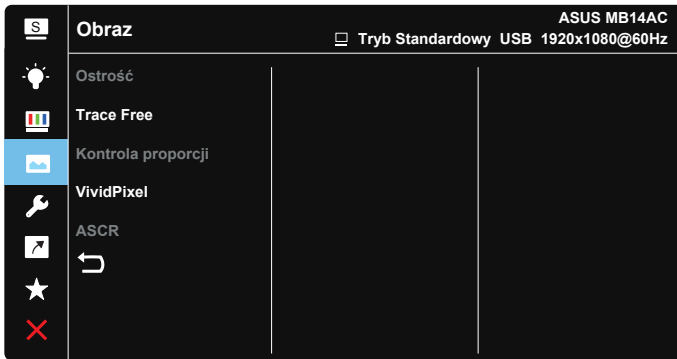 S
Obraz
ASUS MB14AC
Tryb Standardowy USB 1920x1080@60Hz
Ostrość
Trace Free
Kontrola proporcji
VividPixel
ASCR